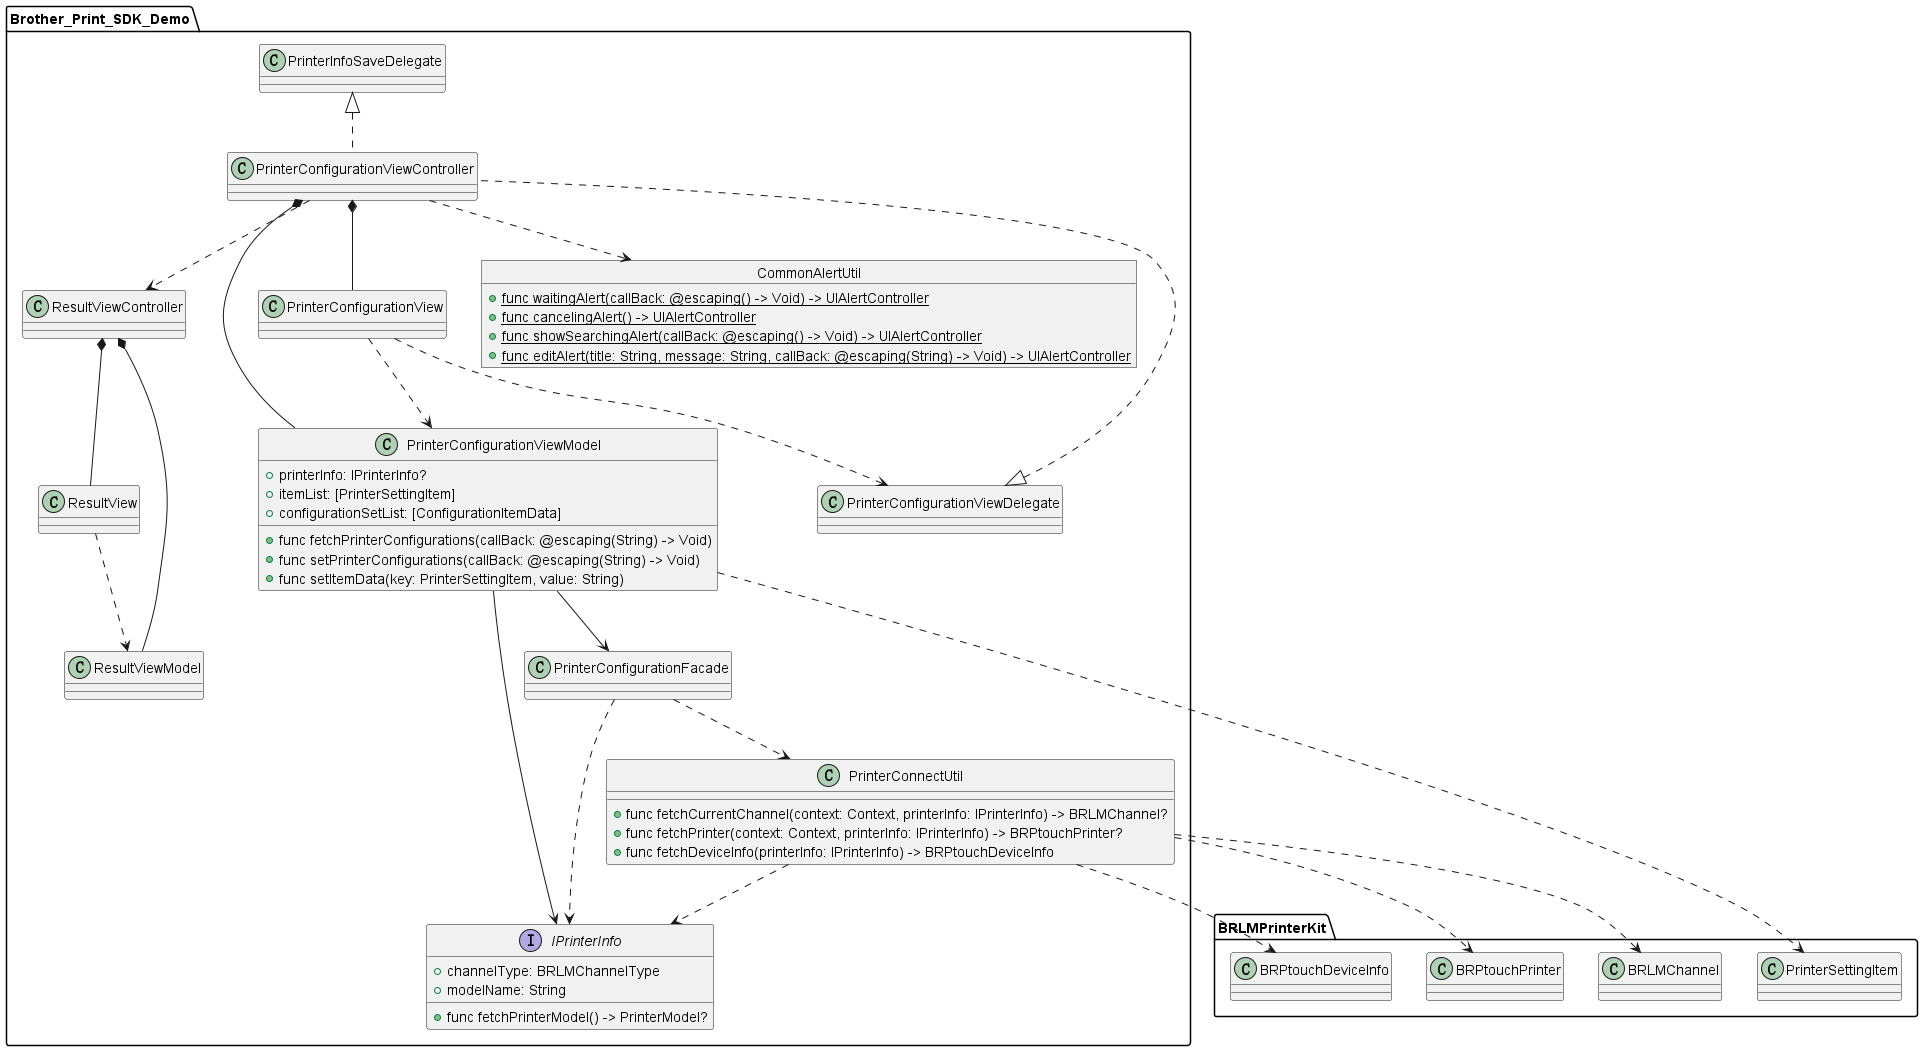 Brother_Print_SDK_Demo
C PrinterInfoSaveDelegate
C PrinterConfigurationViewController
C ResultViewController
C PrinterConfigurationView
CommonAlertUtil
func waitingAlert(callBack: @escaping() -> Void) -> UIAlertController
func cancelingAlert() -> UIAlertController
func showSearchingAlert(callBack: @escaping() -> Void) -> UIAlertController
func editAlert(title: String, message: String, callBack: @escaping(String) -> Void) -> UIAlertController
C PrinterConfigurationViewModel
printerInfo: IPrinterInfo?
itemList: [PrinterSettingItem]
configurationSetList: [ConfigurationItemData]
func fetchPrinterConfigurations(callBack: @escaping(String) -> Void)
func setPrinterConfigurations(callBack: @escaping(String) -> Void)
func setItemData(key: PrinterSettingItem, value: String)
C ResultView
C PrinterConfigurationViewDelegate
C ResultViewModel
C PrinterConfigurationFacade
C PrinterConnectUtil
func fetchCurrentChannel(context: Context, printerInfo: IPrinterInfo) -> BRLMChannel?
func fetchPrinter(context: Context, printerInfo: IPrinterInfo) -> BRPtouchPrinter?
func fetchDeviceInfo(printerInfo: IPrinterInfo) -> BRPtouchDeviceInfo
I IPrinterInfo
channelType: BRLMChannelType
modelName: String
func fetchPrinterModel() -> PrinterModel?
BRLMPrinterKit
C BRPtouchDeviceInfo
C BRPtouchPrinter
C BRLMChannel
C PrinterSettingItem